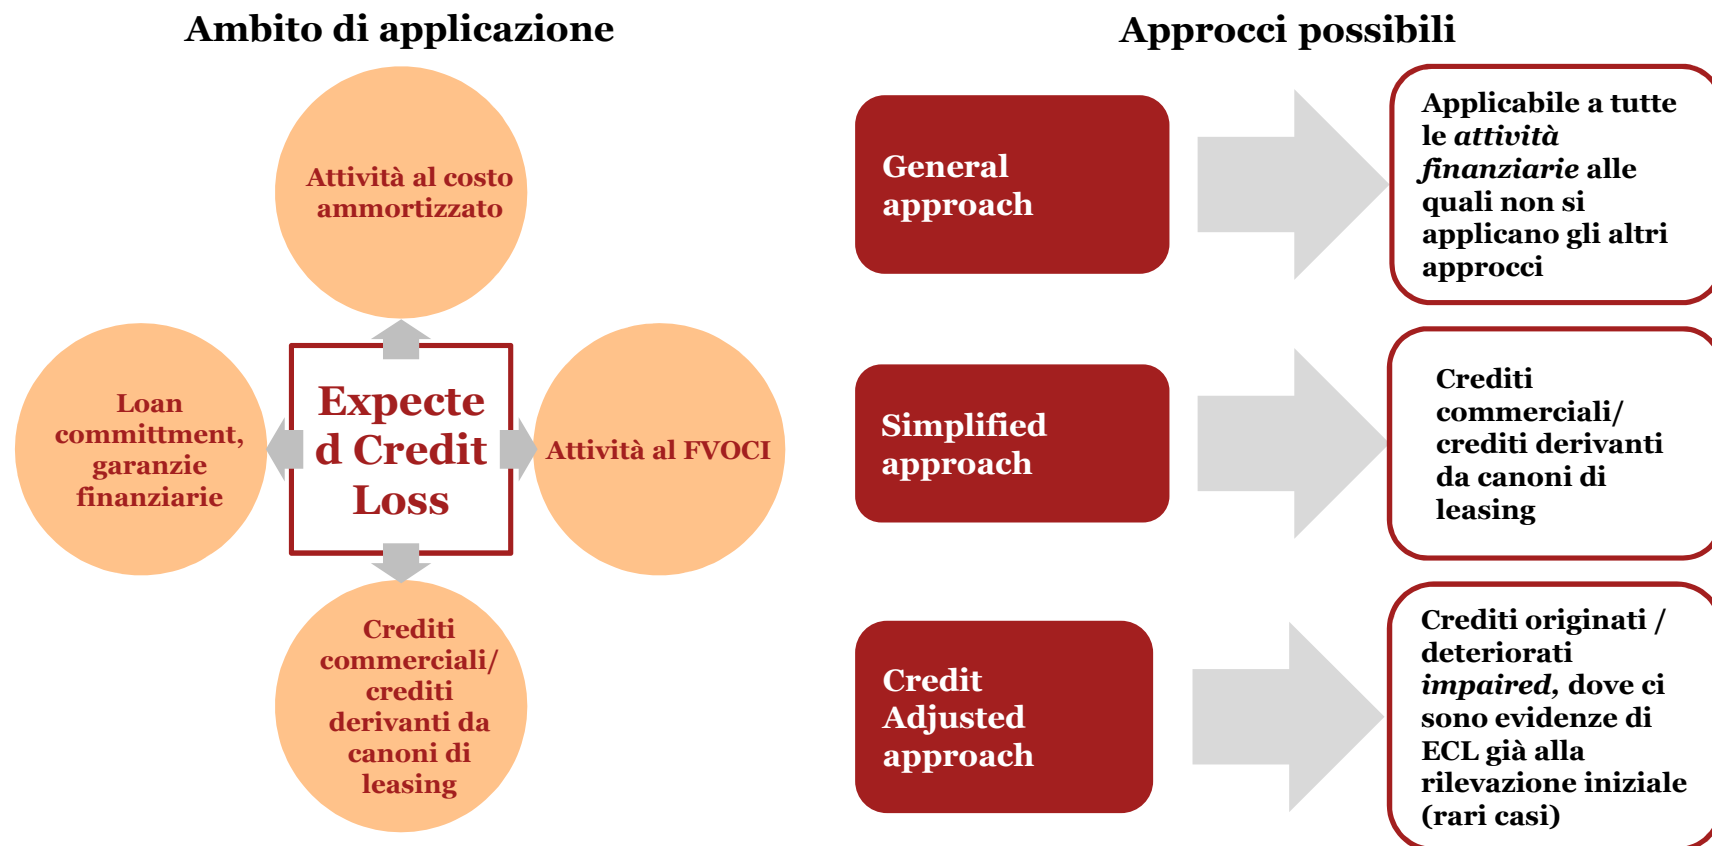 Ambito di applicazione
Attività al costo
ammortizzato
Loan
committment,
garanzie
finanziarie
Expecte
d Credit
Loss
Attività al FVOCI
Crediti
commerciali/
crediti
derivanti da
canoni di
leasing
Approcci possibili
General
approach
Applicabile a tutte
le attività
finanziarie alle
quali non si
applicano gli altri
approcci
Simplified
approach
Crediti
commerciali/
crediti derivanti
da canoni di
leasing
Credit
Adjusted
approach
Crediti originati /
deteriorati
impaired, dove ci
sono evidenze di
ECL già alla
rilevazione iniziale
(rari casi)